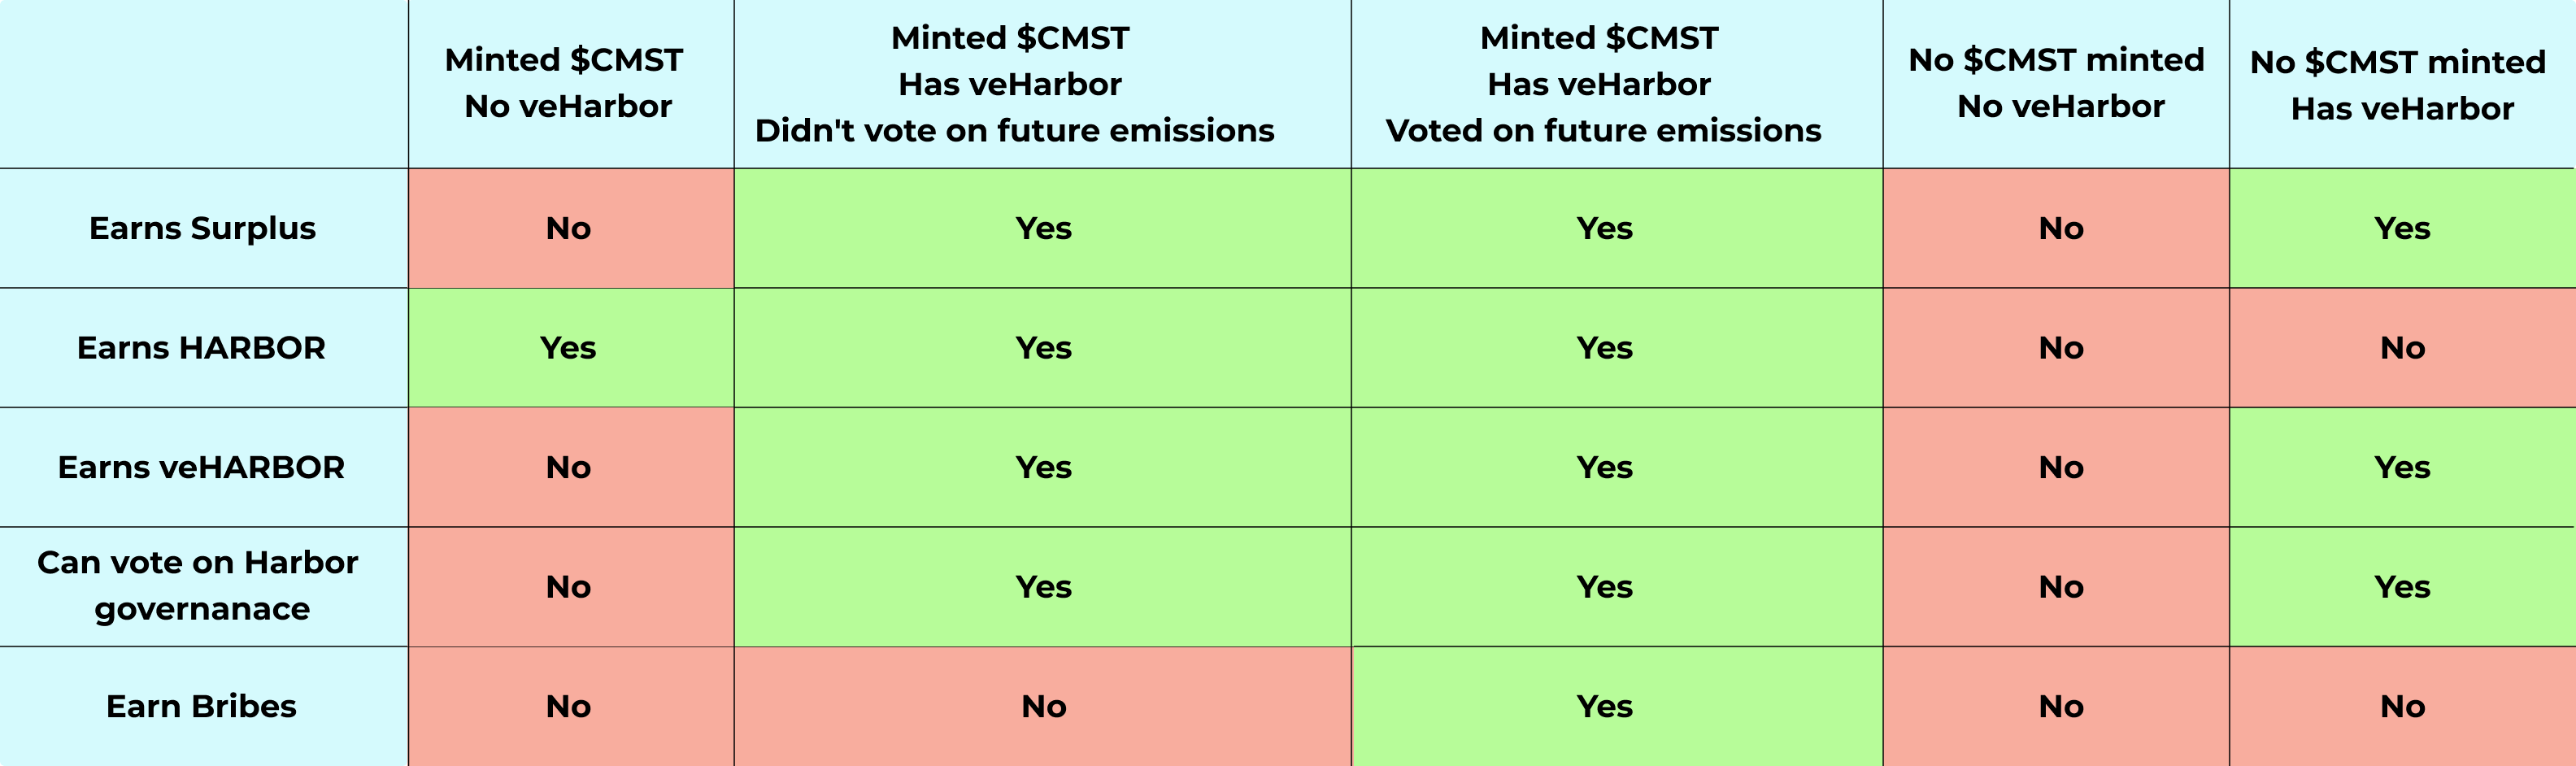 Minted $CMST
No veHarbor
Minted $CMST
Has veHarbor
Didn't vote on future emissions
Minted $CMST
Has veHarbor
Voted on future emissions
No $CMST minted
No veHarbor
No $CMST minted
Has veHarbor
Earns Surplus
No
Yes
Yes
No
Yes
Earns HARBOR
Yes
Yes
Yes
No
No
Earns veHARBOR
No
Yes
Yes
No
Yes
Can vote on Harbor
governanace
No
Yes
Yes
No
Yes
Earn Bribes
No
No
Yes
No
No